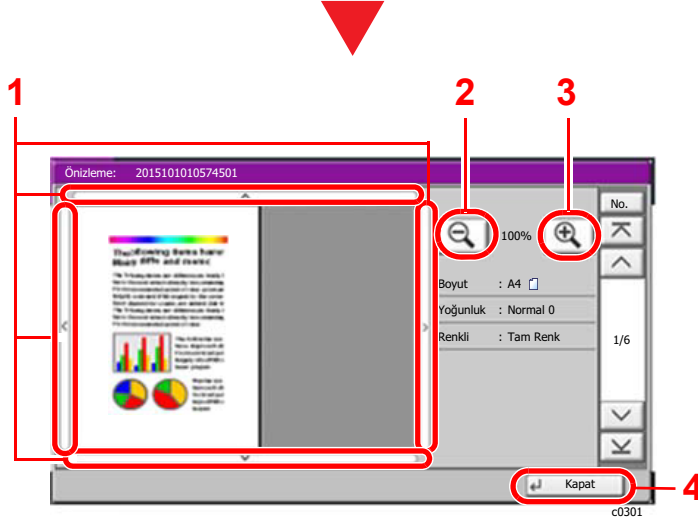 1 2 3
Önizleme: 2015101010574501
No.
100%
Boyut : A4
Yoğunluk : Normal 0
Renkli : Tam Renk
1/6
Kapat
4
c0301